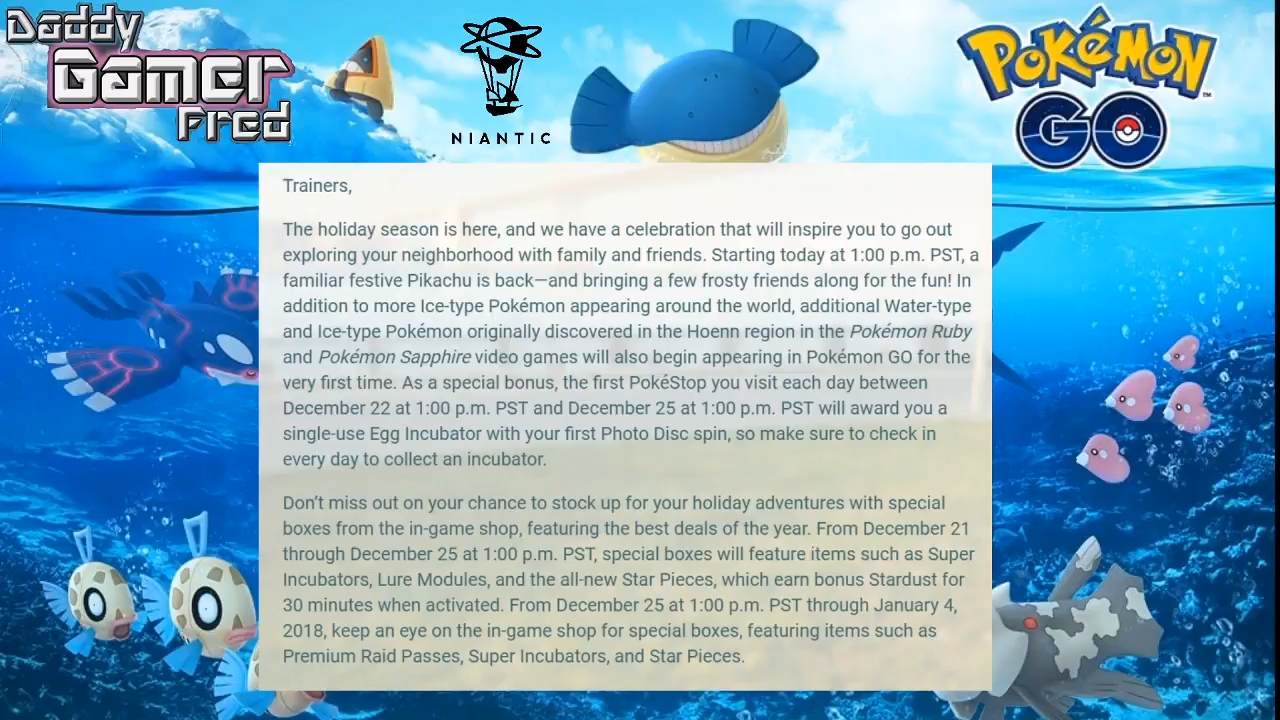 Daddy
Gamer
Fred
NIANTIC
POKéMON
GO
Trainers,
The holiday season is here, and we have a celebration that will inspire you to go out
exploring your neighborhood with family and friends. Starting today at 1:00 p.m. PST, a
familiar festive Pikachu is back—and bringing a few frosty friends along for the fun! In
addition to more Ice-type Pokémon appearing around the world, additional Water-type
and Ice-type Pokémon originally discovered in the Hoenn region in the Pokémon Ruby
and Pokémon Sapphire video games will also begin appearing in Pokémon GO for the
very first time. As a special bonus, the first PokéStop you visit each day between
December 22 at 1:00 p.m. PST and December 25 at 1:00 p.m. PST will award you a
single-use Egg Incubator with your first Photo Disc spin, so make sure to check in
every day to collect an incubator.
Don’t miss out on your chance to stock up for your holiday adventures with special
boxes from the in-game shop, featuring the best deals of the year. From December 21
through December 25 at 1:00 p.m. PST, special boxes will feature items such as Super
Incubators, Lure Modules, and the all-new Star Pieces, which earn bonus Stardust for
30 minutes when activated. From December 25 at 1:00 p.m. PST through January 4,
2018, keep an eye on the in-game shop for special boxes, featuring items such as
Premium Raid Passes, Super Incubators, and Star Pieces.